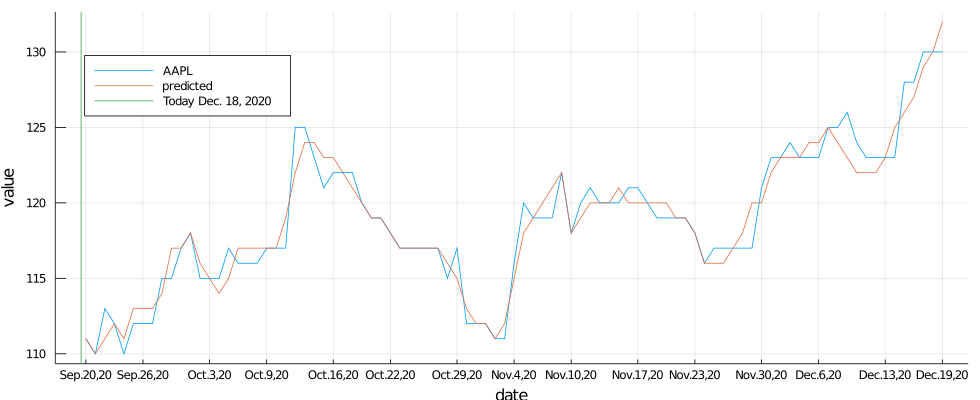 130
125
120
115
110
value
AAPL
predicted
Today Dec. 18, 2020
Sep.20,20 Sep.26,20 Oct.3,20 Oct.9,20 Oct.16,20 Oct.22,20 Oct.29,20 Nov.4,20 Nov.10,20 Nov.17,20 Nov.23,20 Nov.30,20 Dec.6,20 Dec.13,20 Dec.19,20
date